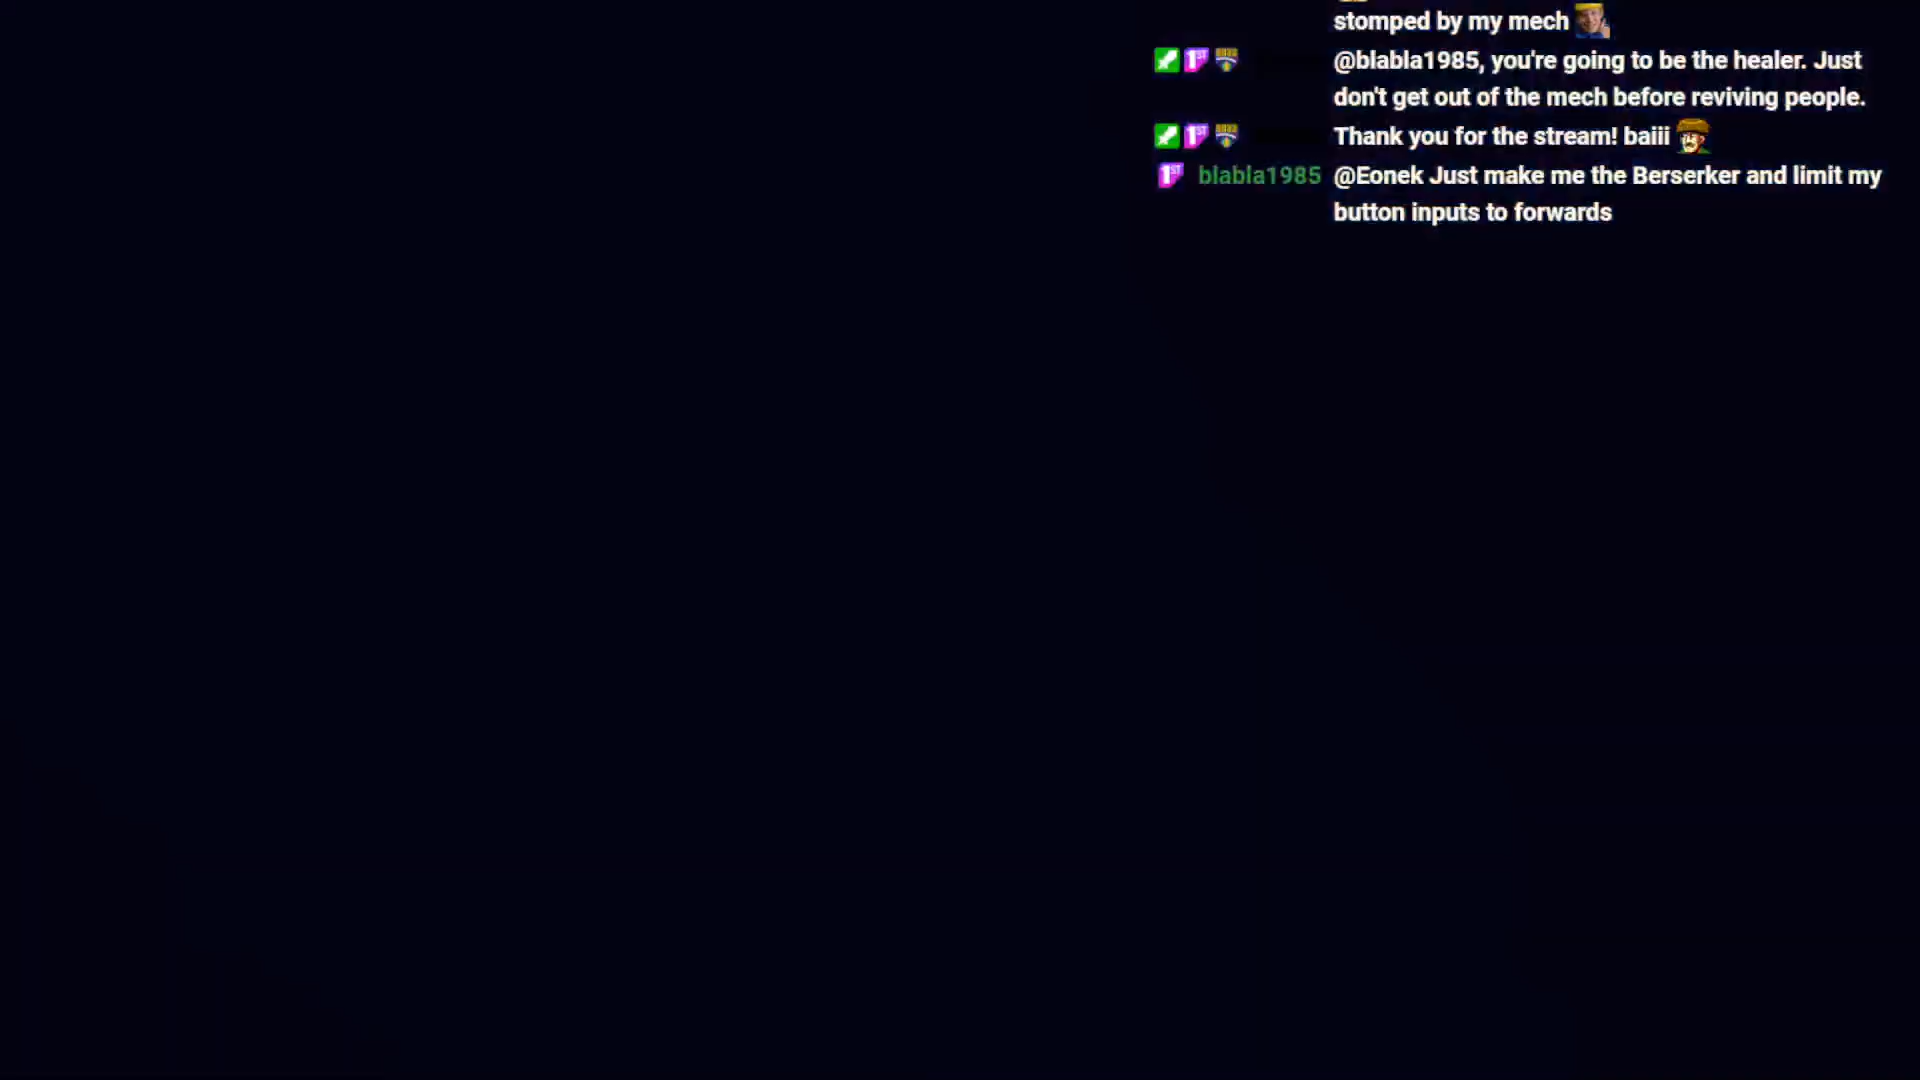 stomped by my mech
@blabla1985, you're going to be the healer. Just
don't get out of the mech before reviving people.
Thank you for the stream! baiii
blabla1985 @Eonek Just make me the Berserker and limit my
button inputs to forwards